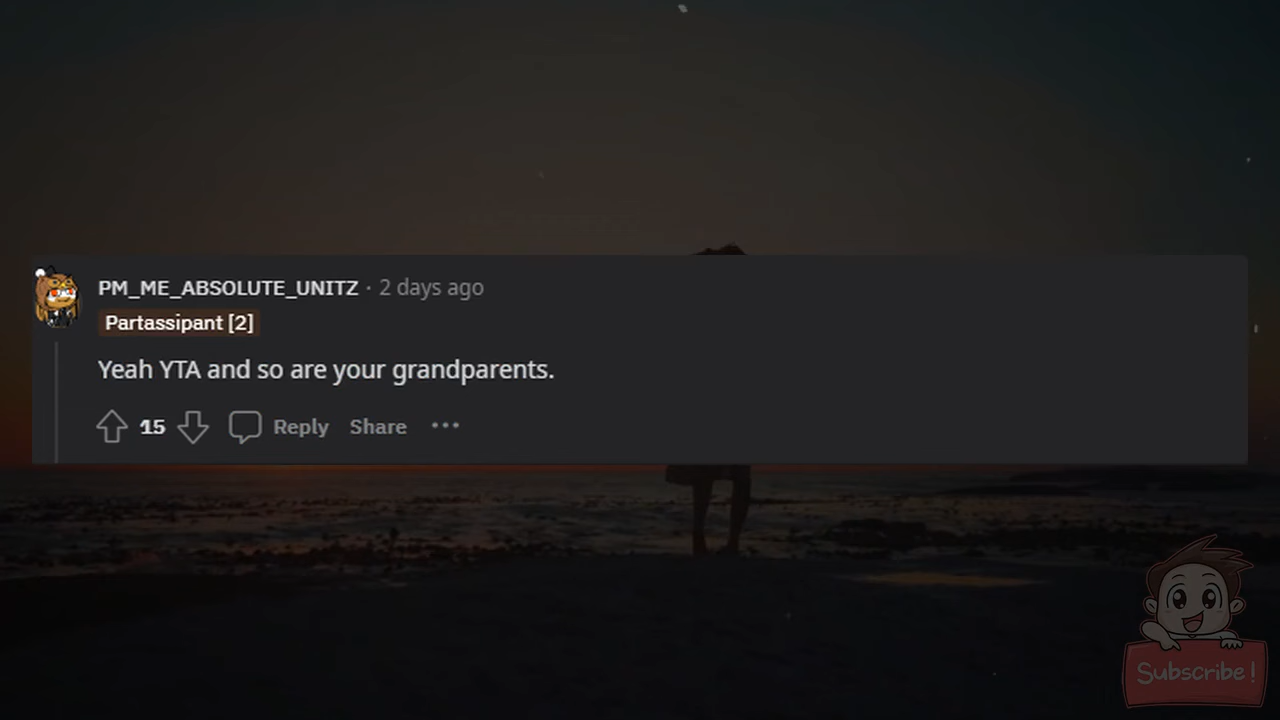 PM_ME_ABSOLUTE_UNITZ · 2 days ago
Partassipant [2]
Yeah YTA and so are your grandparents.
15 Reply Share ···
Subscribe!